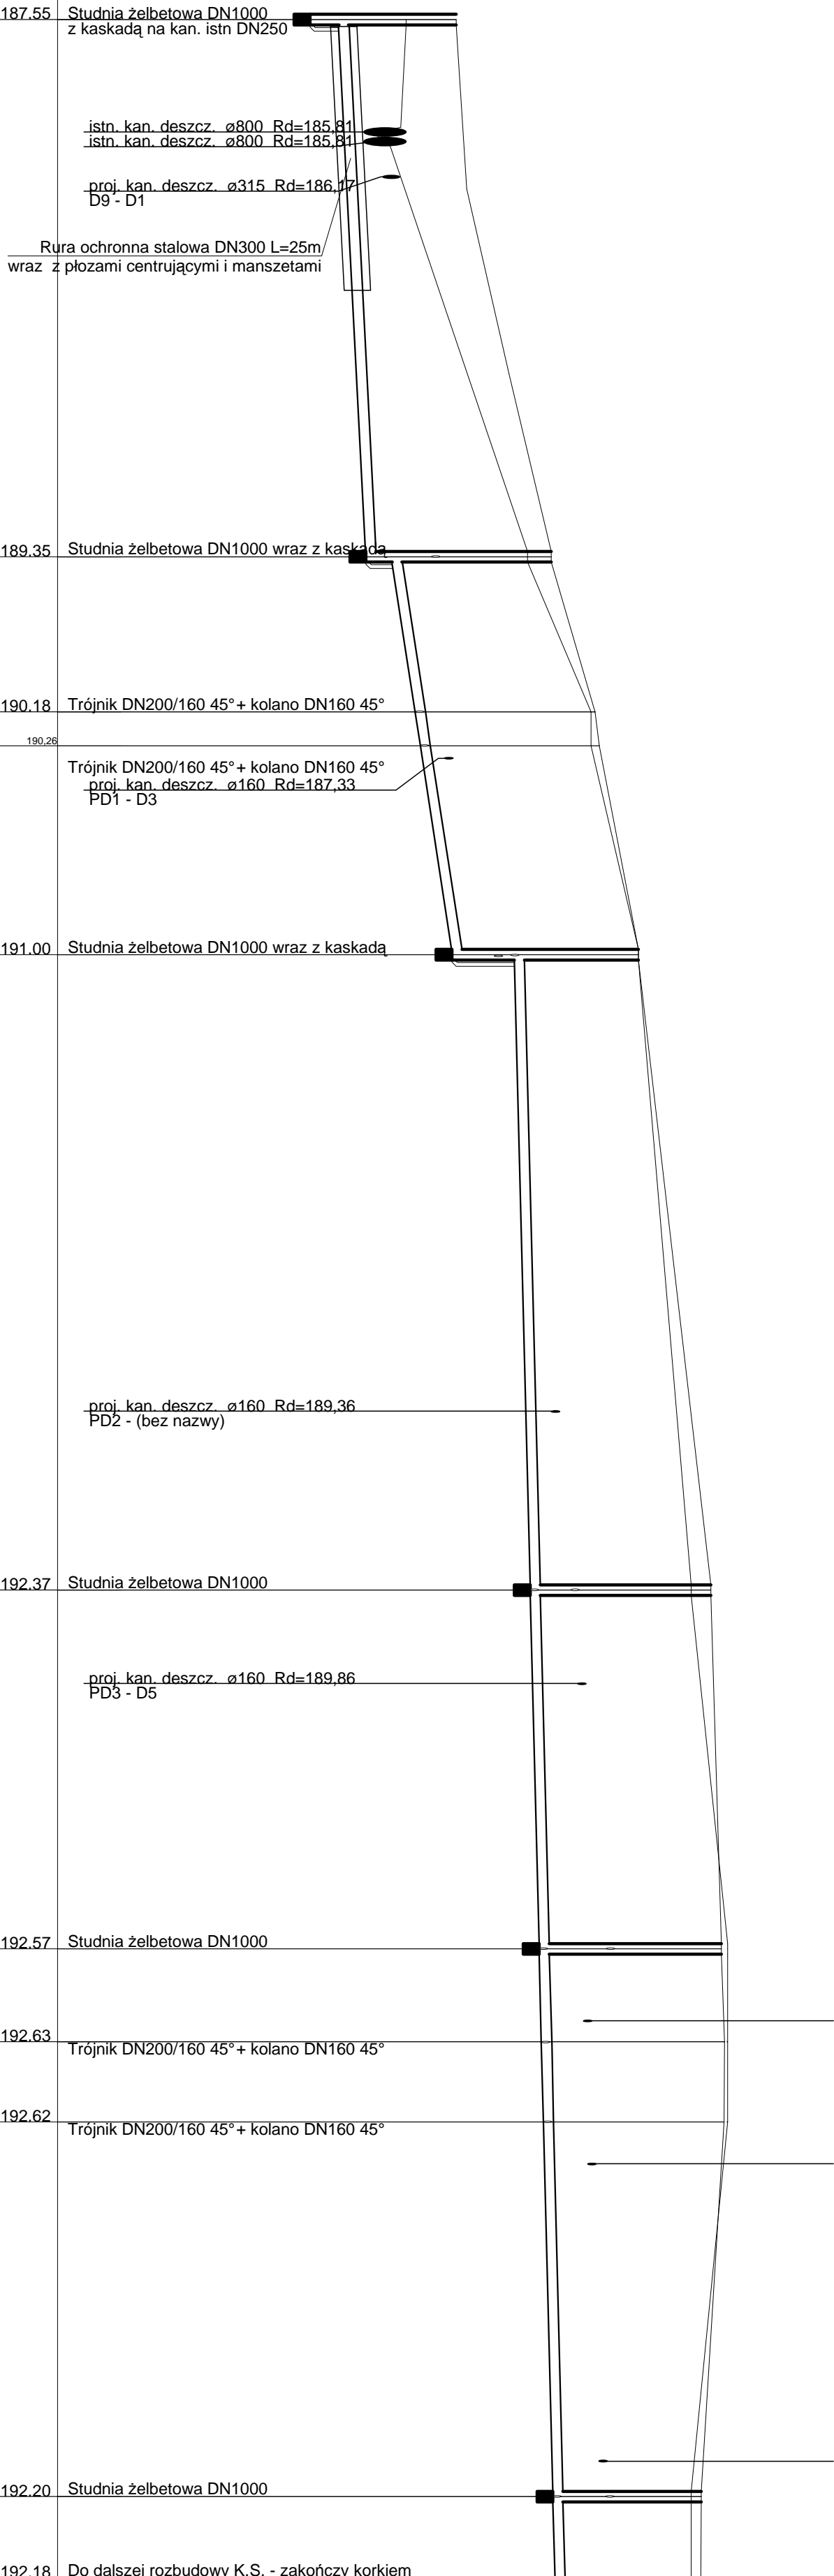 187.55 Studnia żelbetowa DN1000
z kaskadą na kan. istn DN250
istn. kan. deszcz. ø800 Rd=185,81
istn. kan. deszcz. ø800 Rd=185,81
proj. kan. deszcz. ø315 Rd=186,17
D9 - D1
Rura ochronna stalowa DN300 L=25m
wraz z płozami centrującymi i manszetami
189.35 Studnia żelbetowa DN1000 wraz z kaskadą
190.18 Trójnik DN200/160 45°+ kolano DN160 45°
190,26
Trójnik DN200/160 45°+ kolano DN160 45°
proj. kan. deszcz. ø160 Rd=187,33
PD1 - D3
191.00 Studnia żelbetowa DN1000 wraz z kaskadą
proj. kan. deszcz. ø160 Rd=189,36
PD2 - (bez nazwy)
192.37 Studnia żelbetowa DN1000
proj. kan. deszcz. ø160 Rd=189,86
PD3 - D5
192.57 Studnia żelbetowa DN1000
192.63
Trójnik DN200/160 45°+ kolano DN160 45°
192.62
Trójnik DN200/160 45°+ kolano DN160 45°
192.20 Studnia żelbetowa DN1000
192.18 Do dalszej rozbudowy K.S. - zakończy korkiem